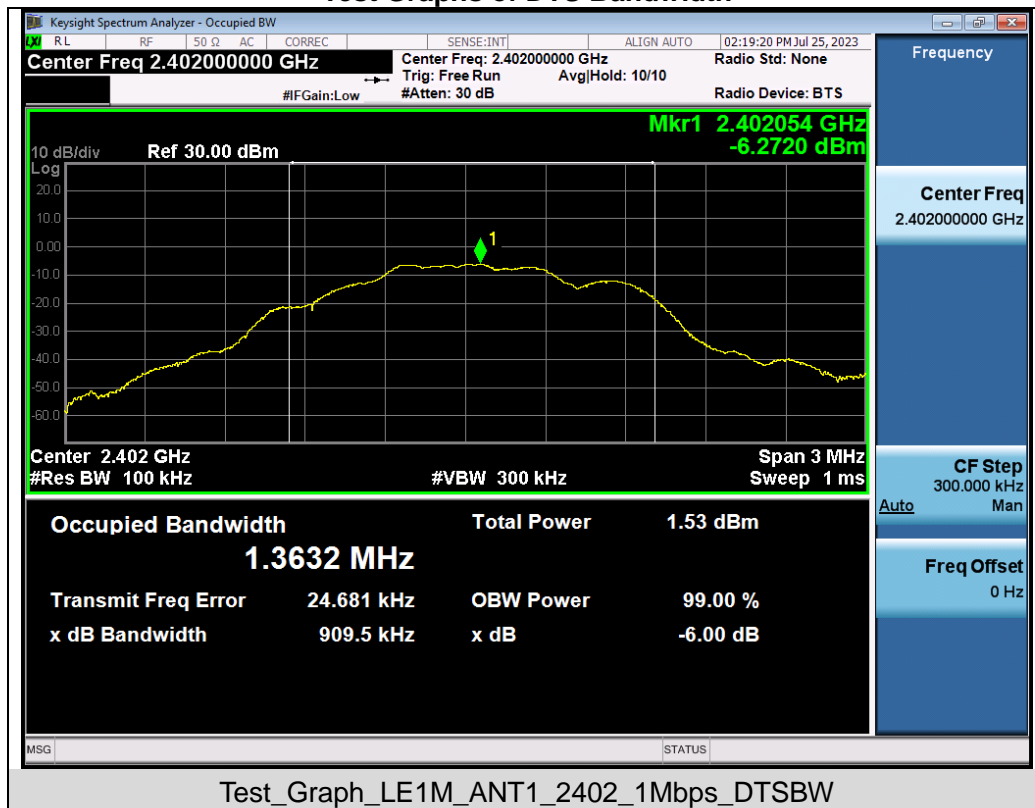 Test Graphs of DTS Bandwidth
Keysight Spectrum Analyzer - Occupied BW
LXI RL RF 50 Ω AC CORREC SENSE:INT ALIGN AUTO 02:19:20 PM Jul 25, 2023
Center Freq 2.402000000 GHz
Center Freq: 2.402000000 GHz
Radio Std: None
Trig: Free Run Avg|Hold: 10/10
#IFGain:Low
#Atten: 30 dB
Radio Device: BTS
Mkr1 2.402054 GHz
-6.2720 dBm
10 dB/div Ref 30.00 dBm
Log
20.0
10.0
0.00
-10.0
-20.0
-30.0
-40.0
-50.0
-60.0
1
Center 2.402 GHz
Span 3 MHz
#Res BW 100 kHz
#VBW 300 kHz
Sweep 1 ms
Occupied Bandwidth
Total Power 1.53 dBm
1.3632 MHz
Transmit Freq Error 24.681 kHz
OBW Power 99.00 %
x dB Bandwidth 909.5 kHz
x dB -6.00 dB
Frequency
Center Freq
2.402000000 GHz
CF Step
300.000 kHz
Auto Man
Freq Offset
0 Hz
MSG STATUS
Test_Graph_LE1M_ANT1_2402_1Mbps_DTSBW